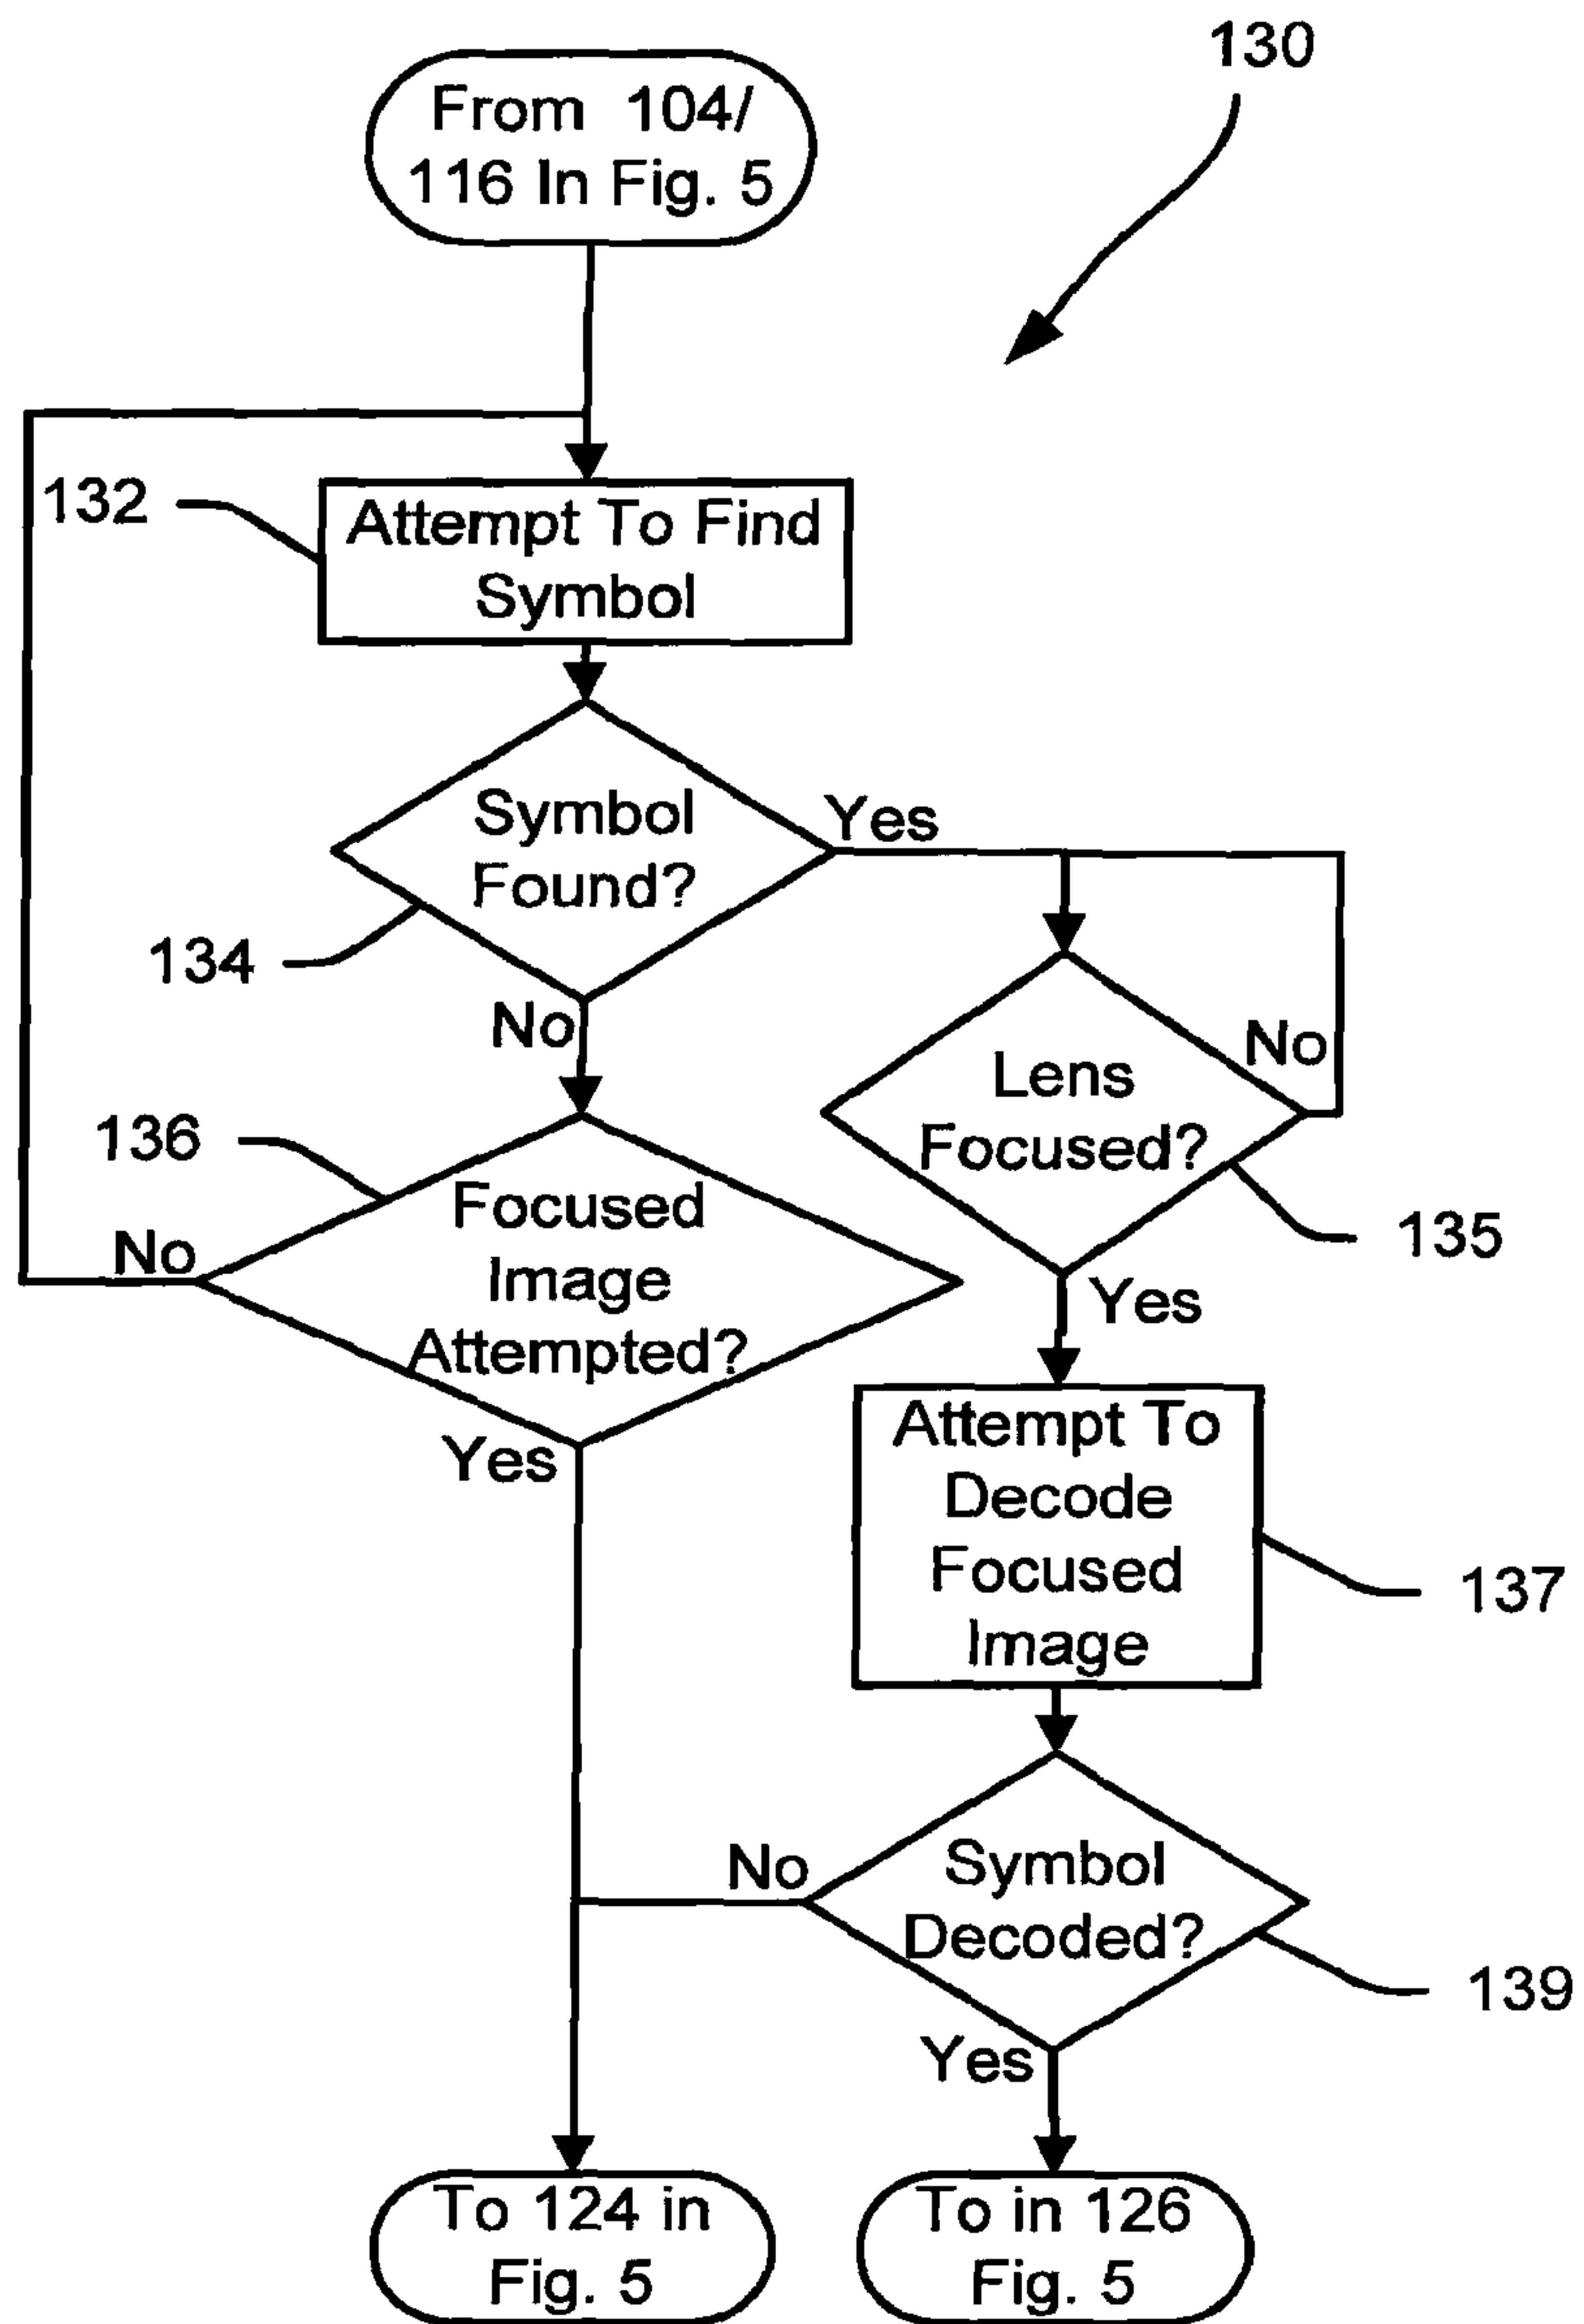 130
From 104/
116 In Fig. 5
132
Attempt To Find
Symbol
Symbol
Found?
Yes
134
No
Lens
Focused?
No
135
136
Focused
Image
Attempted?
No
Yes
Yes
Attempt To
Decode
Focused
Image
137
Symbol
Decoded?
No
139
Yes
To 124 in
Fig. 5
To in 126
Fig. 5